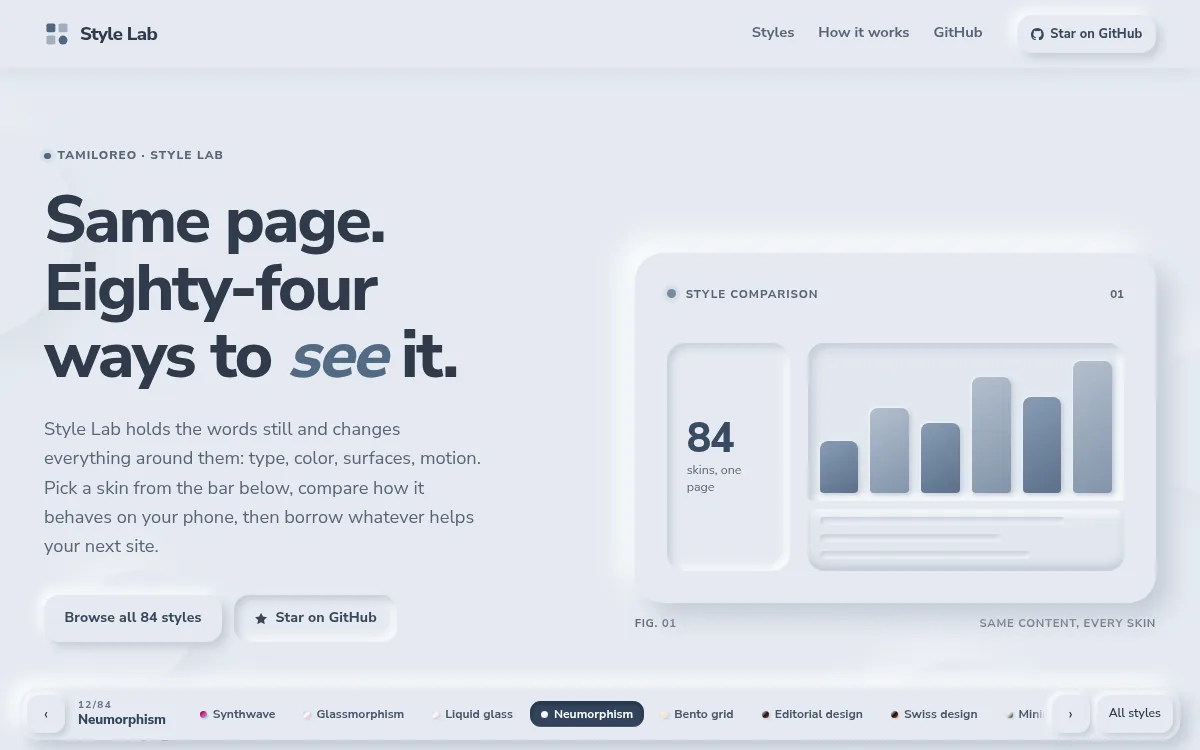 Style Lab
Styles
How it works
GitHub
Star on GitHub
TAMILOREO · STYLE LAB
Same page.
Eighty-four
ways to see it.
Style Lab holds the words still and changes
everything around them: type, color, surfaces, motion.
Pick a skin from the bar below, compare how it
behaves on your phone, then borrow whatever helps
your next site.
Browse all 84 styles
★ Star on GitHub
STYLE COMPARISON
01
84
skins, one
page
FIG. 01
SAME CONTENT, EVERY SKIN
‹
12/84
Neumorphism
Synthwave
Glassmorphism
Liquid glass
Neumorphism
Bento grid
Editorial design
Swiss design
›
All styles